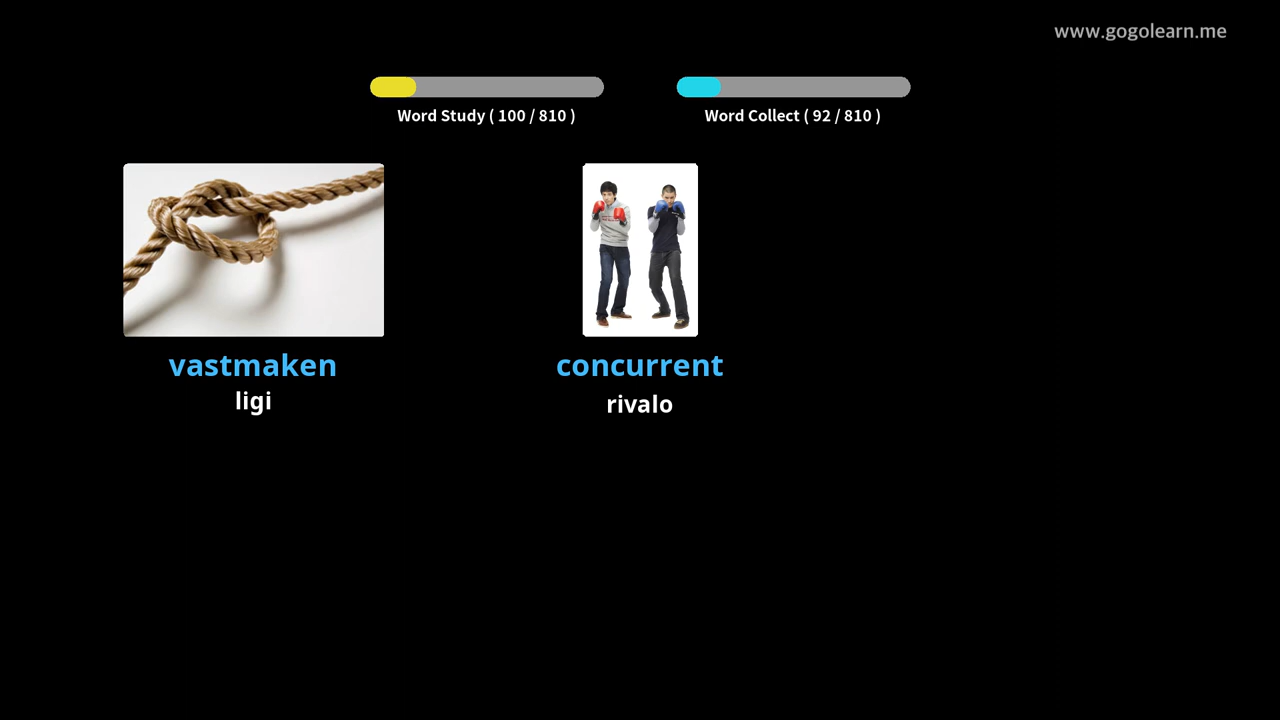 www.gogolearn.me
Word Study ( 100 / 810 )
Word Collect ( 92 / 810 )
vastmaken
ligi
concurrent
rivalo